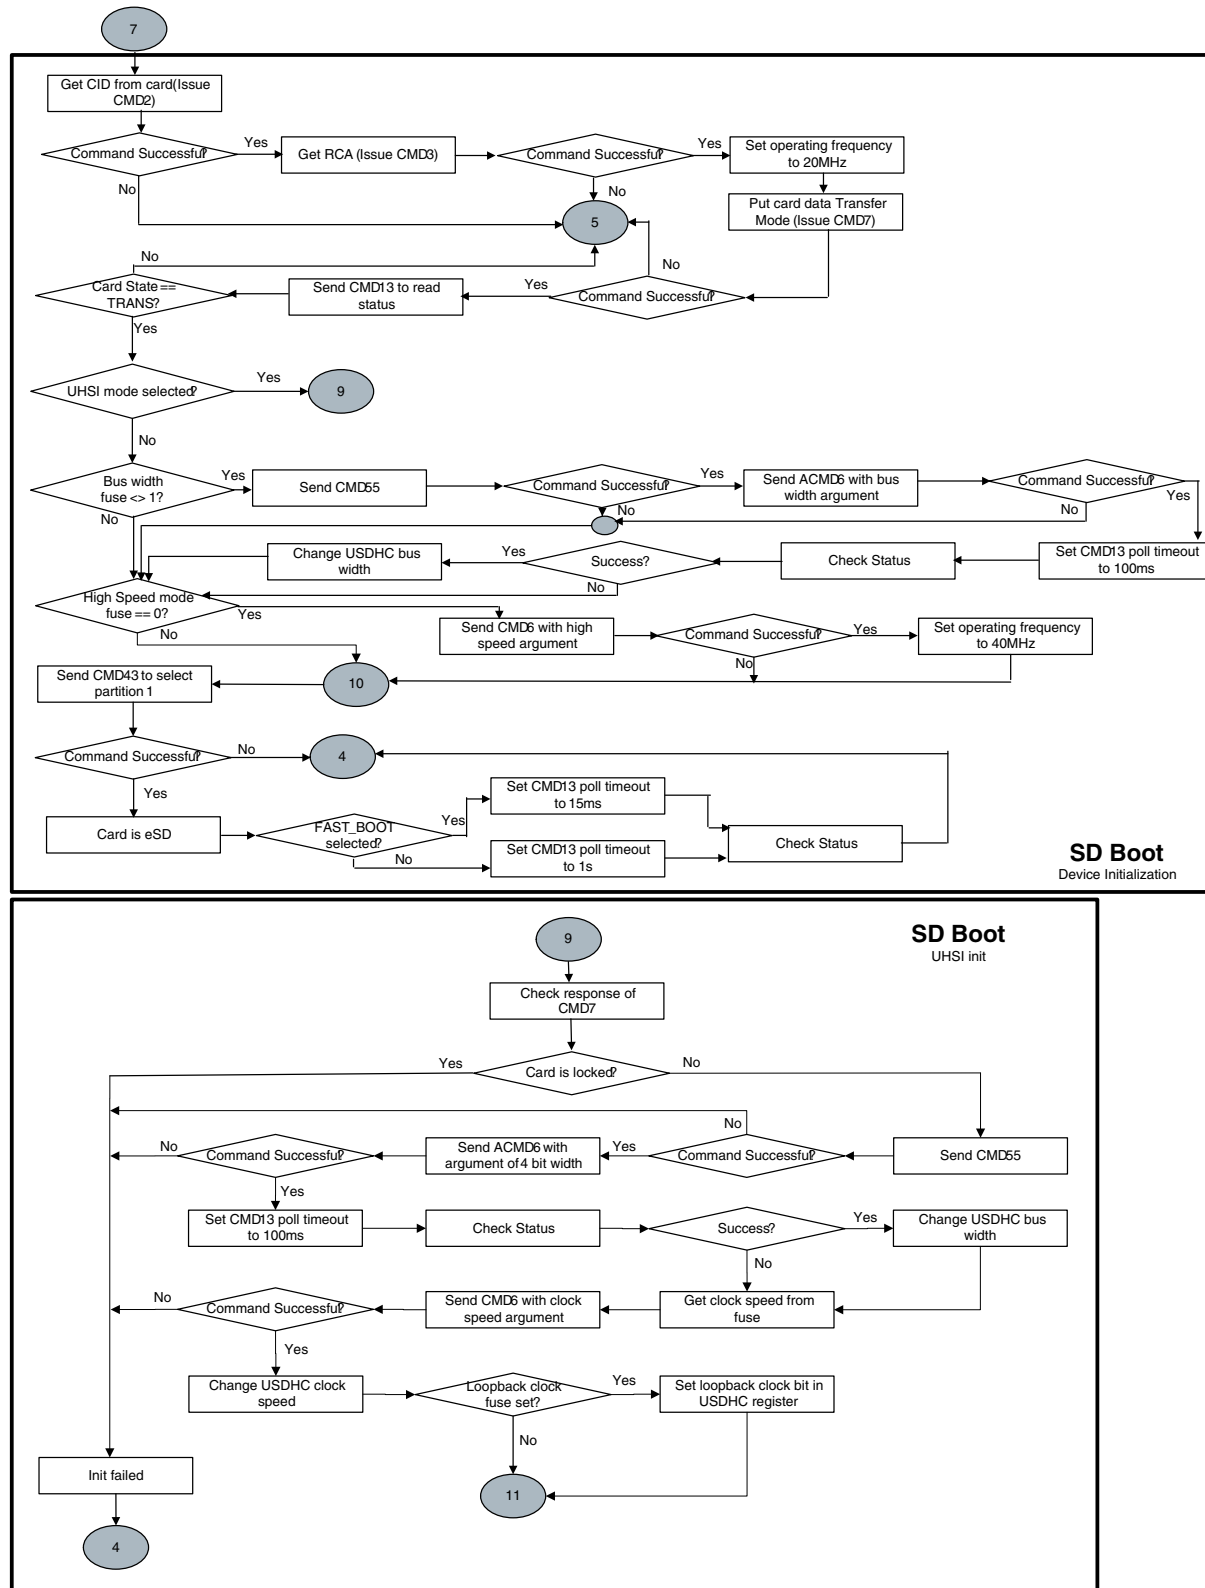 7
Get CID from card(Issue
CMD2)
Command Successful?
Yes
Get RCA (Issue CMD3)
Command Successful?
Yes
Set operating frequency
to 20MHz
No
No
Put card data Transfer
Mode (Issue CMD7)
5
No
No
Card State ==
TRANS?
Send CMD13 to read
status
Yes
Command Successful?
Yes
UHSI mode selected?
Yes
9
No
Bus width
fuse <> 1?
Yes
Send CMD55
Command Successful?
Yes
Send ACMD6 with bus
width argument
Command Successful?
Yes
No
No
No
Change USDHC bus
width
Yes
Success?
Check Status
Set CMD13 poll timeout
to 100ms
No
High Speed mode
fuse == 0?
Yes
Send CMD6 with high
speed argument
Command Successful?
Yes
Set operating frequency
to 40MHz
No
No
Send CMD43 to select
partition 1
10
Command Successful?
No
4
Yes
Card is eSD
FAST_BOOT
selected?
Yes
Set CMD13 poll timeout
to 15ms
No
Set CMD13 poll timeout
to 1s
Check Status
SD Boot
Device Initialization
9
SD Boot
UHSI init
Check response of
CMD7
Yes
Card is locked?
No
No
No
Command Successful?
Send ACMD6 with
argument of 4 bit width
Yes
Command Successful?
Send CMD55
Yes
Set CMD13 poll timeout
to 100ms
Check Status
Success?
Yes
Change USDHC bus
width
No
No
Command Successful?
Send CMD6 with clock
speed argument
Get clock speed from
fuse
Yes
Change USDHC clock
speed
Loopback clock
fuse set?
Yes
Set loopback clock bit in
USDHC register
No
Init failed
11
4